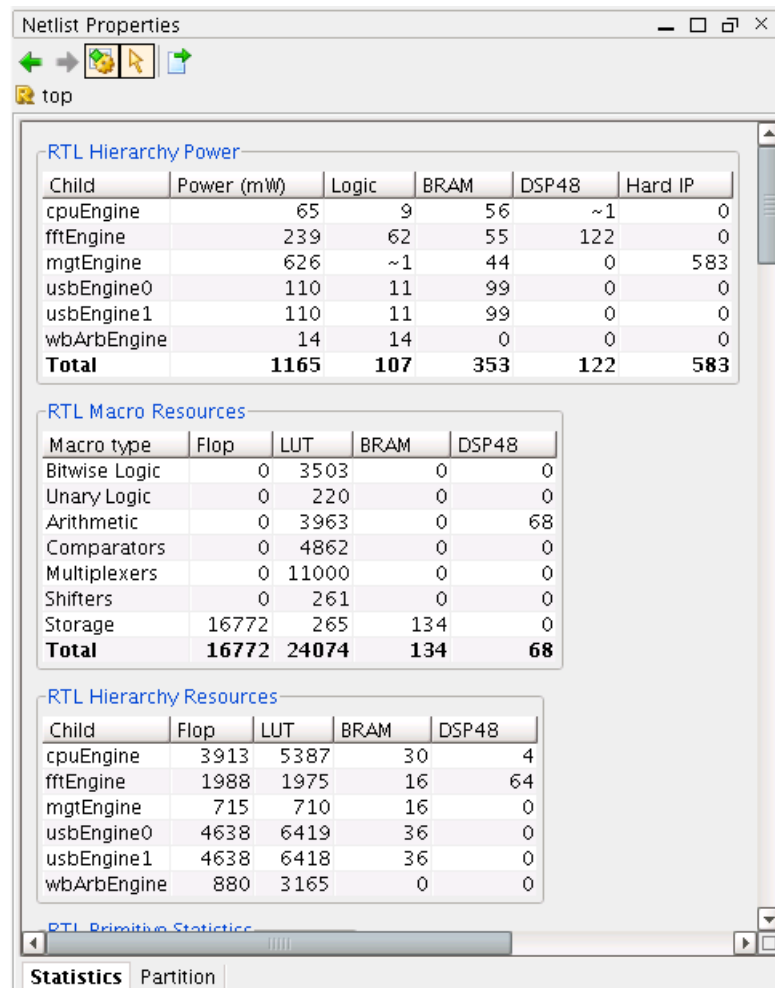 Netlist Properties
top
RTL Hierarchy Power
Child Power (mW) Logic BRAM DSP48 Hard IP
cpuEngine 65 9 56 ~1 0
fftEngine 239 62 55 122 0
mgtEngine 626 ~1 44 0 583
usbEngine0 110 11 99 0 0
usbEngine1 110 11 99 0 0
wbArbEngine 14 14 0 0 0
Total 1165 107 353 122 583
RTL Macro Resources
Macro type Flop LUT BRAM DSP48
Bitwise Logic 0 3503 0 0
Unary Logic 0 220 0 0
Arithmetic 0 3963 0 68
Comparators 0 4862 0 0
Multiplexers 0 11000 0 0
Shifters 0 261 0 0
Storage 16772 265 134 0
Total 16772 24074 134 68
RTL Hierarchy Resources
Child Flop LUT BRAM DSP48
cpuEngine 3913 5387 30 4
fftEngine 1988 1975 16 64
mgtEngine 715 710 16 0
usbEngine0 4638 6419 36 0
usbEngine1 4638 6418 36 0
wbArbEngine 880 3165 0 0
RTL Primitive Statistics
Statistics Partition